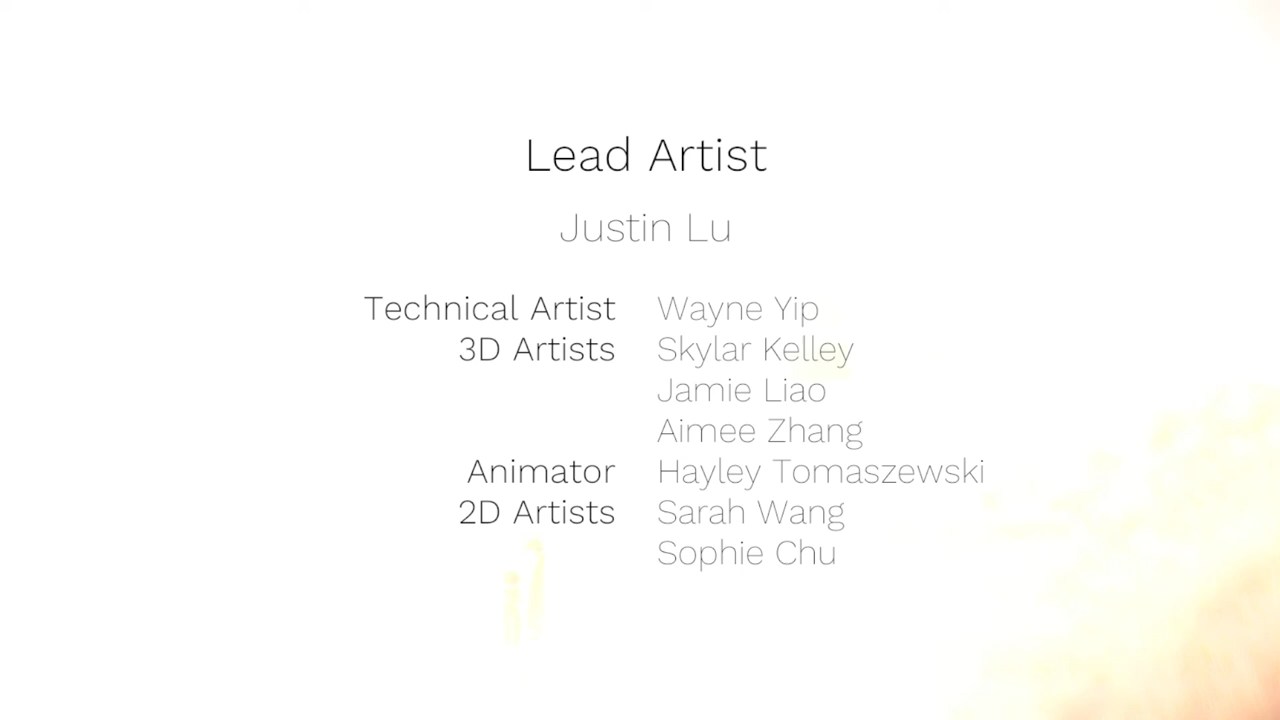 Lead Artist
Justin Lu
Technical Artist Wayne Yip
3D Artists Skylar Kelley
Jamie Liao
Aimee Zhang
Animator Hayley Tomaszewski
2D Artists Sarah Wang
Sophie Chu